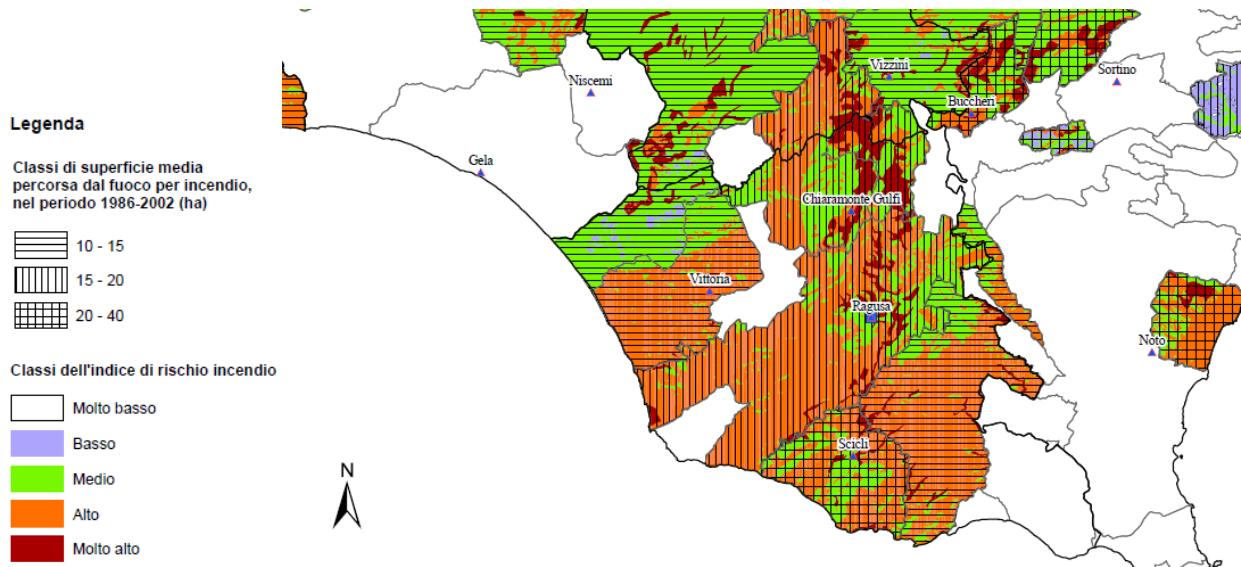 Legenda
Classi di superficie media
percorsa dal fuoco per incendio,
nel periodo 1986-2002 (ha)
10 - 15
15 - 20
20 - 40
Classi dell'indice di rischio incendio
Molto basso
Basso
Medio
Alto
Molto alto
N
Niscemi
Vizzini
Sortino
Buccheri
Gela
Chiaramonte Gulfi
Vittoria
Ragusa
Noto
Scicli